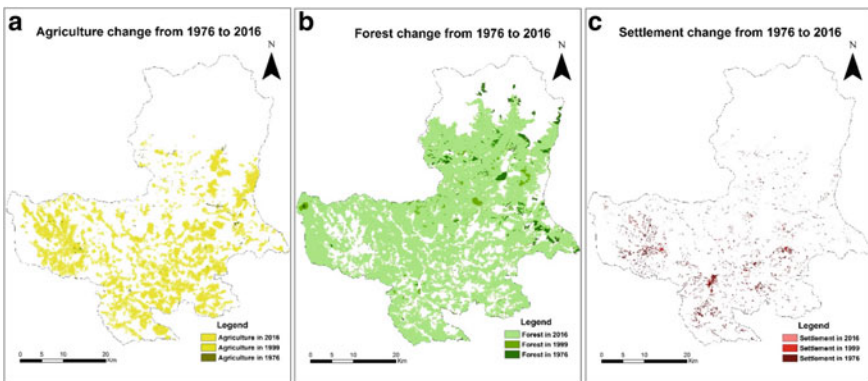 a
Agriculture change from 1976 to 2016
N
Legend
Agriculture in 2016
Agriculture in 1999
Agriculture in 1976
0 5 10 20
Km
b
Forest change from 1976 to 2016
N
Legend
Forest in 2016
Forest in 1999
Forest in 1976
0 5 10 20
Km
c
Settlement change from 1976 to 2016
N
Legend
Settlement in 2016
Settlement in 1999
Settlement in 1976
0 5 10 20
Km